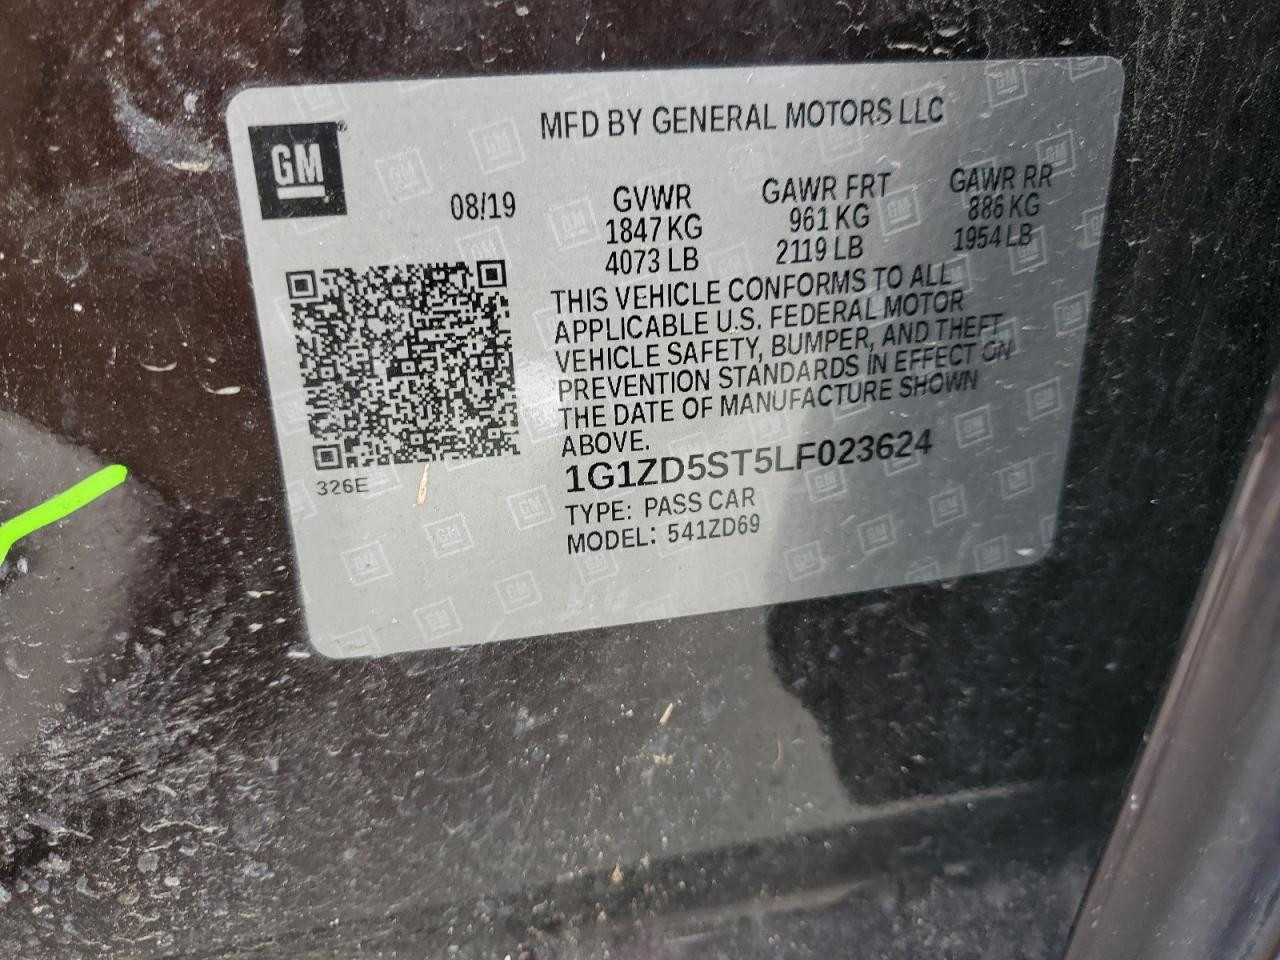 MFD BY GENERAL MOTORS LLC
GM
08/19
GVWR
1847 KG
4073 LB
GAWR FRT
961 KG
2119 LB
GAWR RR
886 KG
1954 LB
THIS VEHICLE CONFORMS TO ALL
APPLICABLE U.S. FEDERAL MOTOR
VEHICLE SAFETY, BUMPER, AND THEFT
PREVENTION STANDARDS IN EFFECT ON
THE DATE OF MANUFACTURE SHOWN
ABOVE.
1G1ZD5ST5LF023624
TYPE: PASS CAR
MODEL: 541ZD69
326E